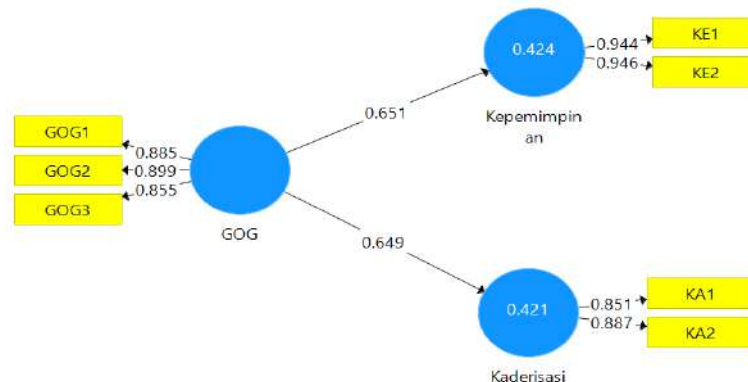 0.424
0.944
KE1
0.946
KE2
Kepemimpin
an
0.651
GOG1
0.885
GOG2
0.899
GOG3
0.855
GOG
0.649
0.421
0.851
KA1
0.887
KA2
Kaderisasi